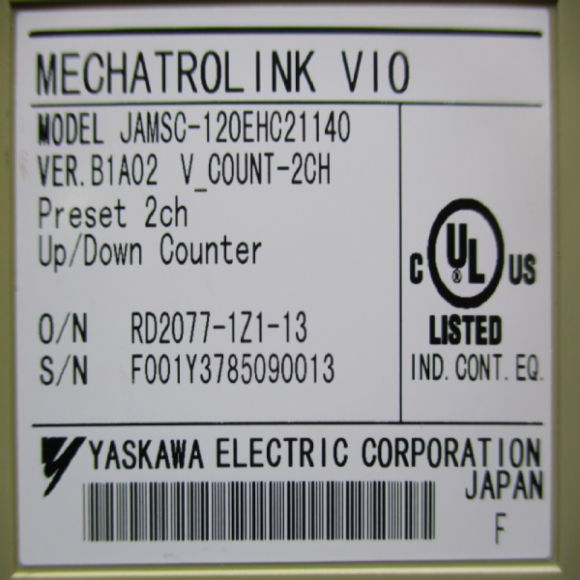 MECHATROLINK VIO
MODEL JAMSC-120EHC21140
VER.B1A02 V_COUNT-2CH
Preset 2ch
Up/Down Counter
C UL® US
LISTED
IND.CONT.EQ.
O/N RD2077-1Z1-13
S/N F001Y3785090013
YASKAWA ELECTRIC CORPORATION
JAPAN
F